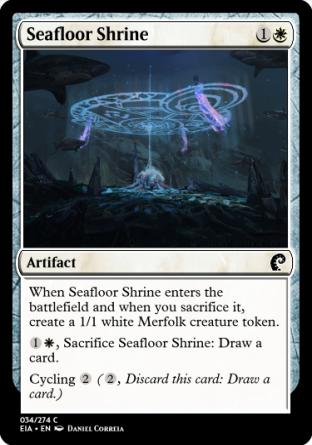 Seafloor Shrine 1
Artifact
When Seafloor Shrine enters the
battlefield and when you sacrifice it,
create a 1/1 white Merfolk creature token.
1, Sacrifice Seafloor Shrine: Draw a
card.
Cycling 2 ( 2, Discard this card: Draw a
card.)
034/274 C
EIA • EN DANIEL CORREIA